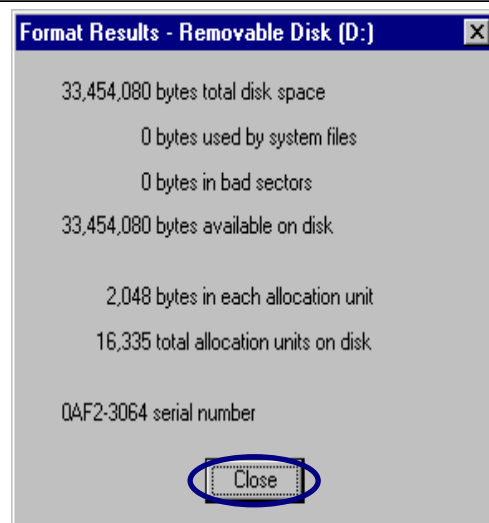 Format Results - Removable Disk (D:)
33,454,080 bytes total disk space
0 bytes used by system files
0 bytes in bad sectors
33,454,080 bytes available on disk
2,048 bytes in each allocation unit
16,335 total allocation units on disk
0AF2-3064 serial number
Close